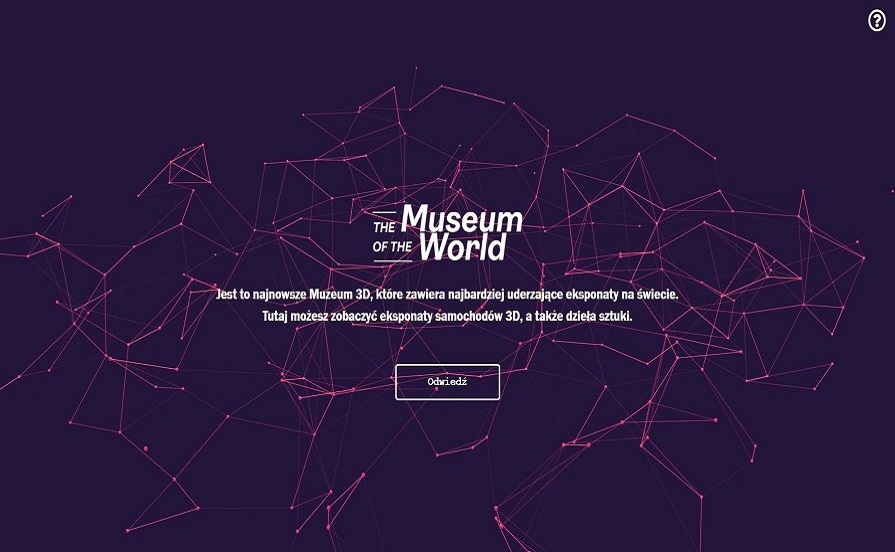 ?
THE Museum
OF THE World
Jest to najnowsze Muzeum 3D, które zawiera najbardziej uderzające eksponaty na świecie.
Tutaj możesz zobaczyć eksponaty samochodów 3D, a także dzieła sztuki.
Odwiedź